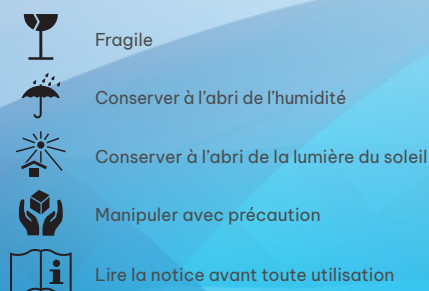 Fragile
Conserver à l'abri de l'humidité
Conserver à l'abri de la lumière du soleil
Manipuler avec précaution
Lire la notice avant toute utilisation